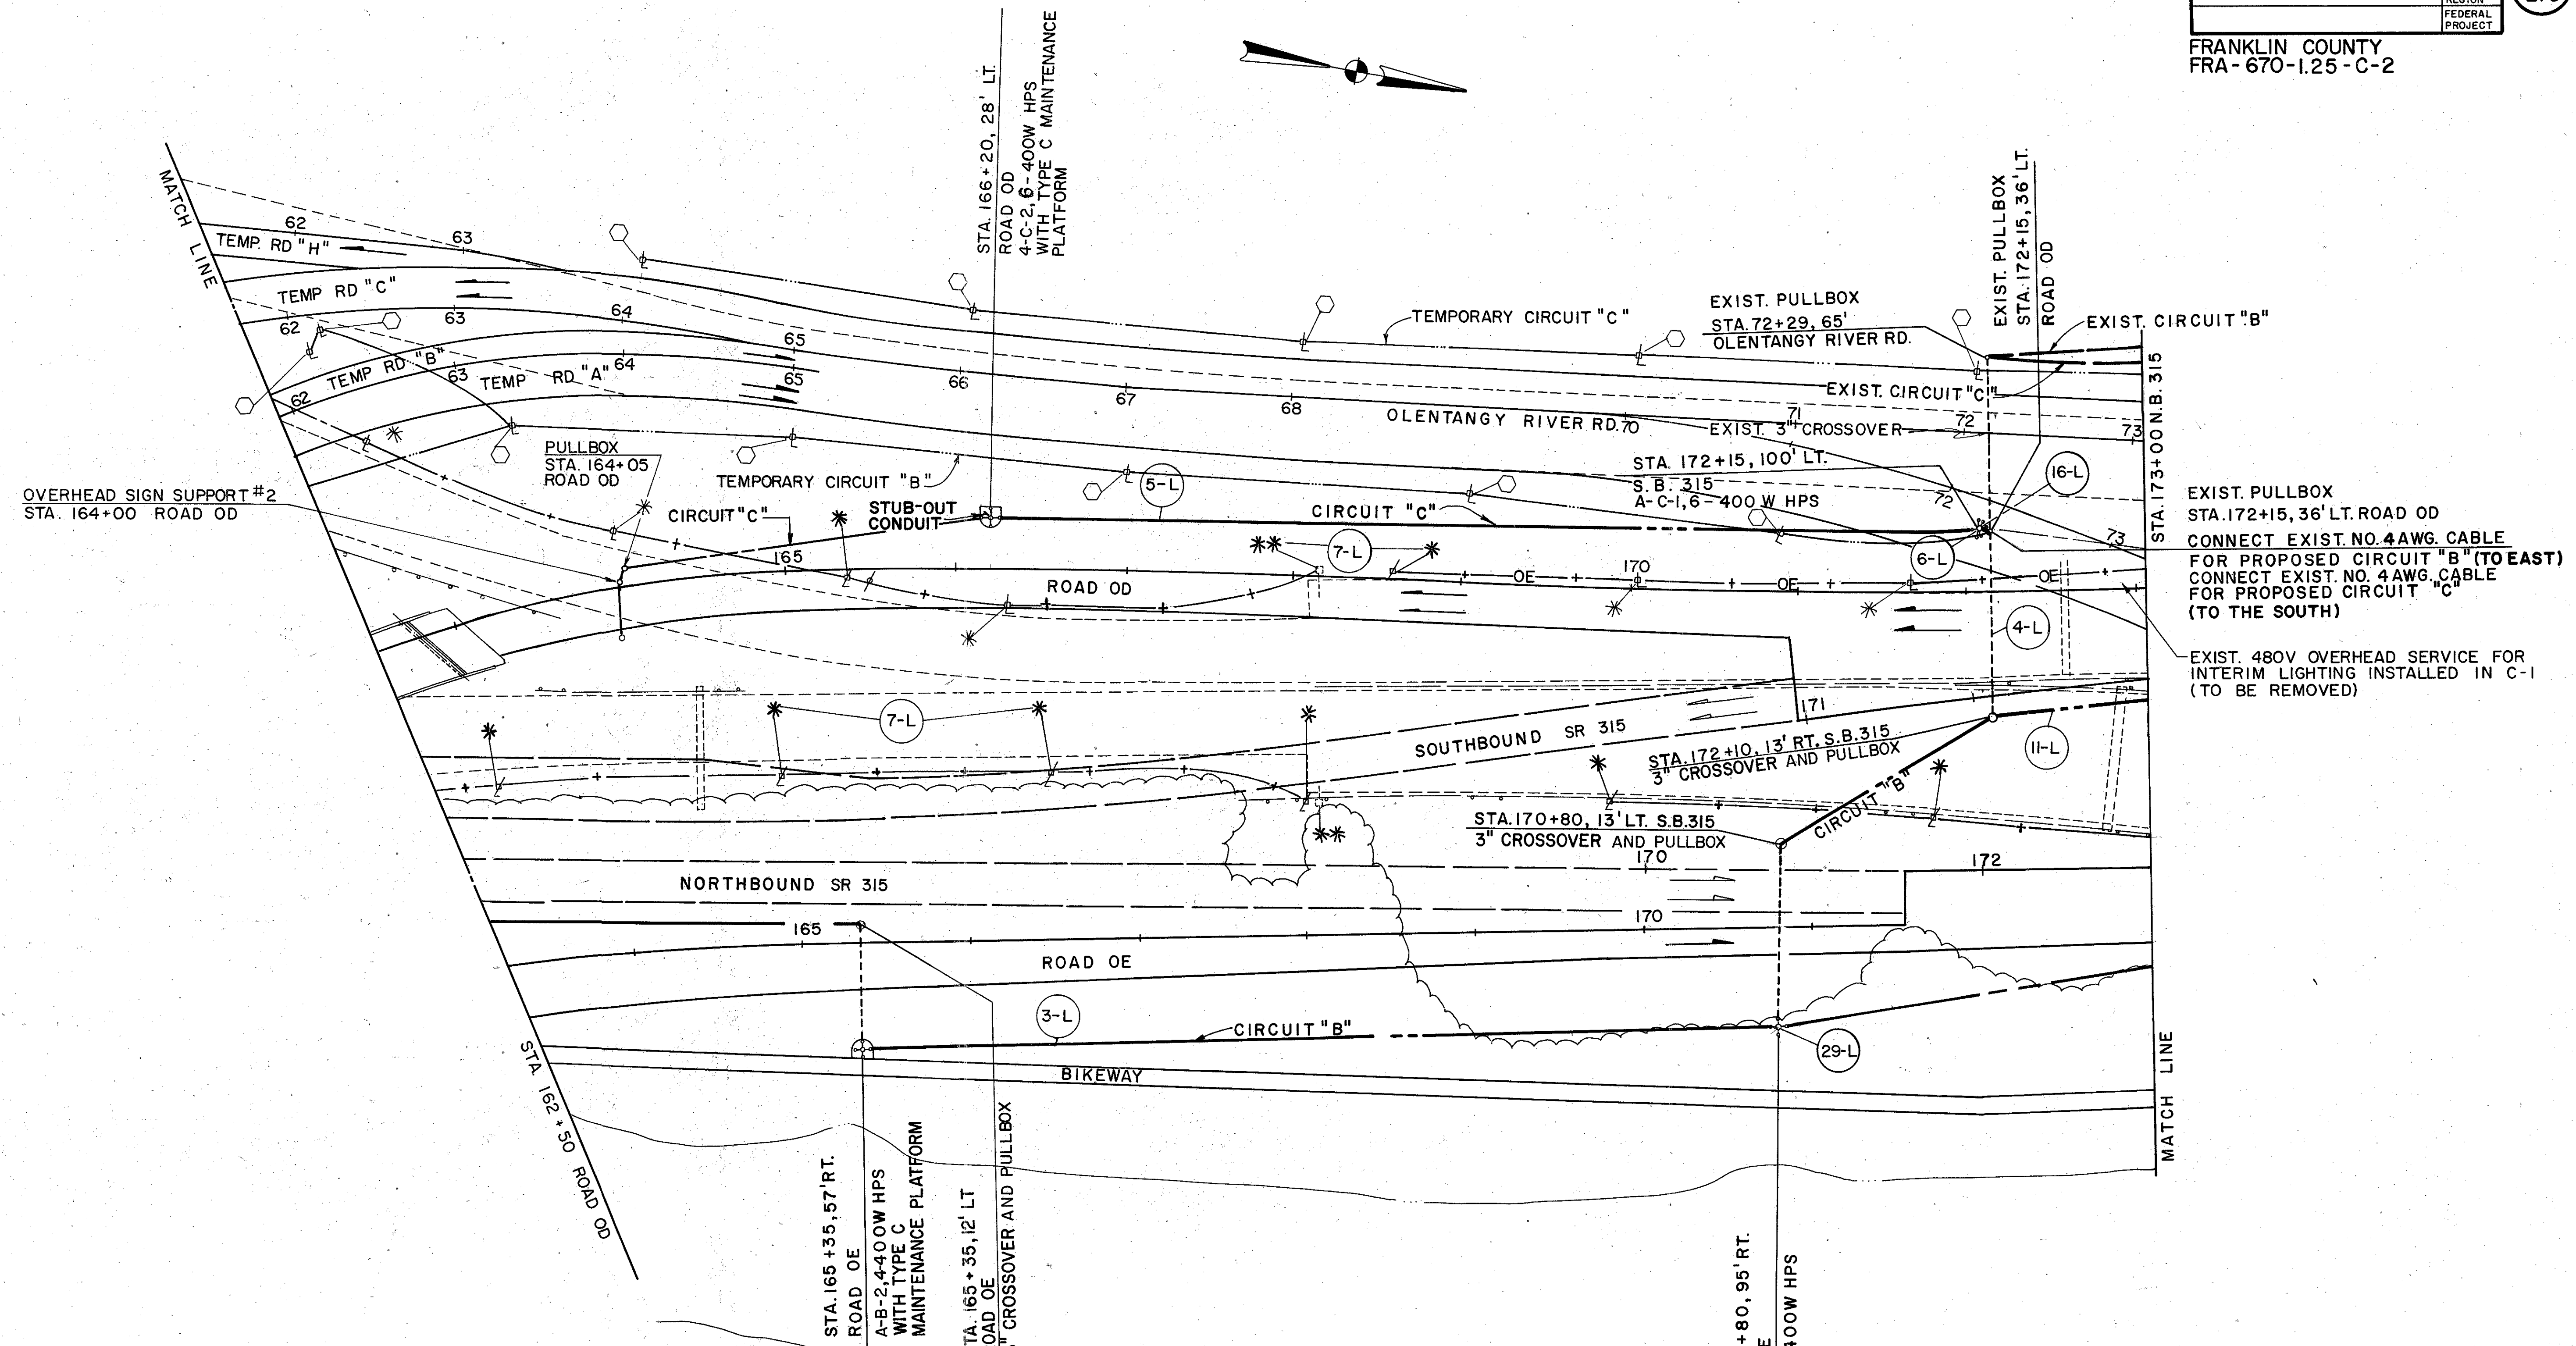 REGION
FEDERAL
PROJECT
FRANKLIN COUNTY
FRA-670-1.25-C-2
MATCH LINE
STA. 162+50 ROAD OD
62
63
TEMP. RD "H"
TEMP RD "C"
62
63
64
65
66
67
68
OLENTANGY RIVER RD.
70
71
72
73
TEMP RD "B"
63
64
65
TEMP RD "A"
62
STA. 166+20, 28' LT.
ROAD OD
4-C-2, 6-400W HPS
WITH TYPE C MAINTENANCE
PLATFORM
TEMPORARY CIRCUIT "C"
EXIST. PULLBOX
STA. 72+29, 65'
OLENTANGY RIVER RD.
EXIST. PULLBOX
STA. 172+15, 36' LT.
ROAD OD
EXIST. CIRCUIT "B"
EXIST. CIRCUIT "C"
EXIST. 3" CROSSOVER
STA. 173+00 N.B. 315
PULLBOX
STA. 164+05
ROAD OD
OVERHEAD SIGN SUPPORT #2
STA. 164+00 ROAD OD
TEMPORARY CIRCUIT "B"
5-L
STUB-OUT
CONDUIT
CIRCUIT "C"
CIRCUIT "C"
STA. 172+15, 100' LT.
S.B. 315
A-C-1, 6-400 W HPS
72
73
16-L
EXIST. PULLBOX
STA. 172+15, 36' LT. ROAD OD
CONNECT EXIST. NO. 4 AWG. CABLE
FOR PROPOSED CIRCUIT "B" (TO EAST)
CONNECT EXIST. NO. 4 AWG. CABLE
FOR PROPOSED CIRCUIT "C"
(TO THE SOUTH)
165
ROAD OD
7-L
OE
170
OE
6-L
OE
4-L
EXIST. 480V OVERHEAD SERVICE FOR
INTERIM LIGHTING INSTALLED IN C-1
(TO BE REMOVED)
7-L
SOUTHBOUND SR 315
171
STA. 172+10, 13' RT. S.B. 315
3" CROSSOVER AND PULLBOX
11-L
CIRCUIT "B"
STA. 170+80, 13' LT. S.B. 315
3" CROSSOVER AND PULLBOX
170
172
NORTHBOUND SR 315
165
170
ROAD OE
3-L
CIRCUIT "B"
29-L
BIKEWAY
MATCH LINE
STA. 165+35, 57' RT.
ROAD OE
A-B-2, 4-400W HPS
WITH TYPE C
MAINTENANCE PLATFORM
TA. 165+35, 12' LT
OAD OE
" CROSSOVER AND PULLBOX
+80, 95' RT.
E
400W HPS